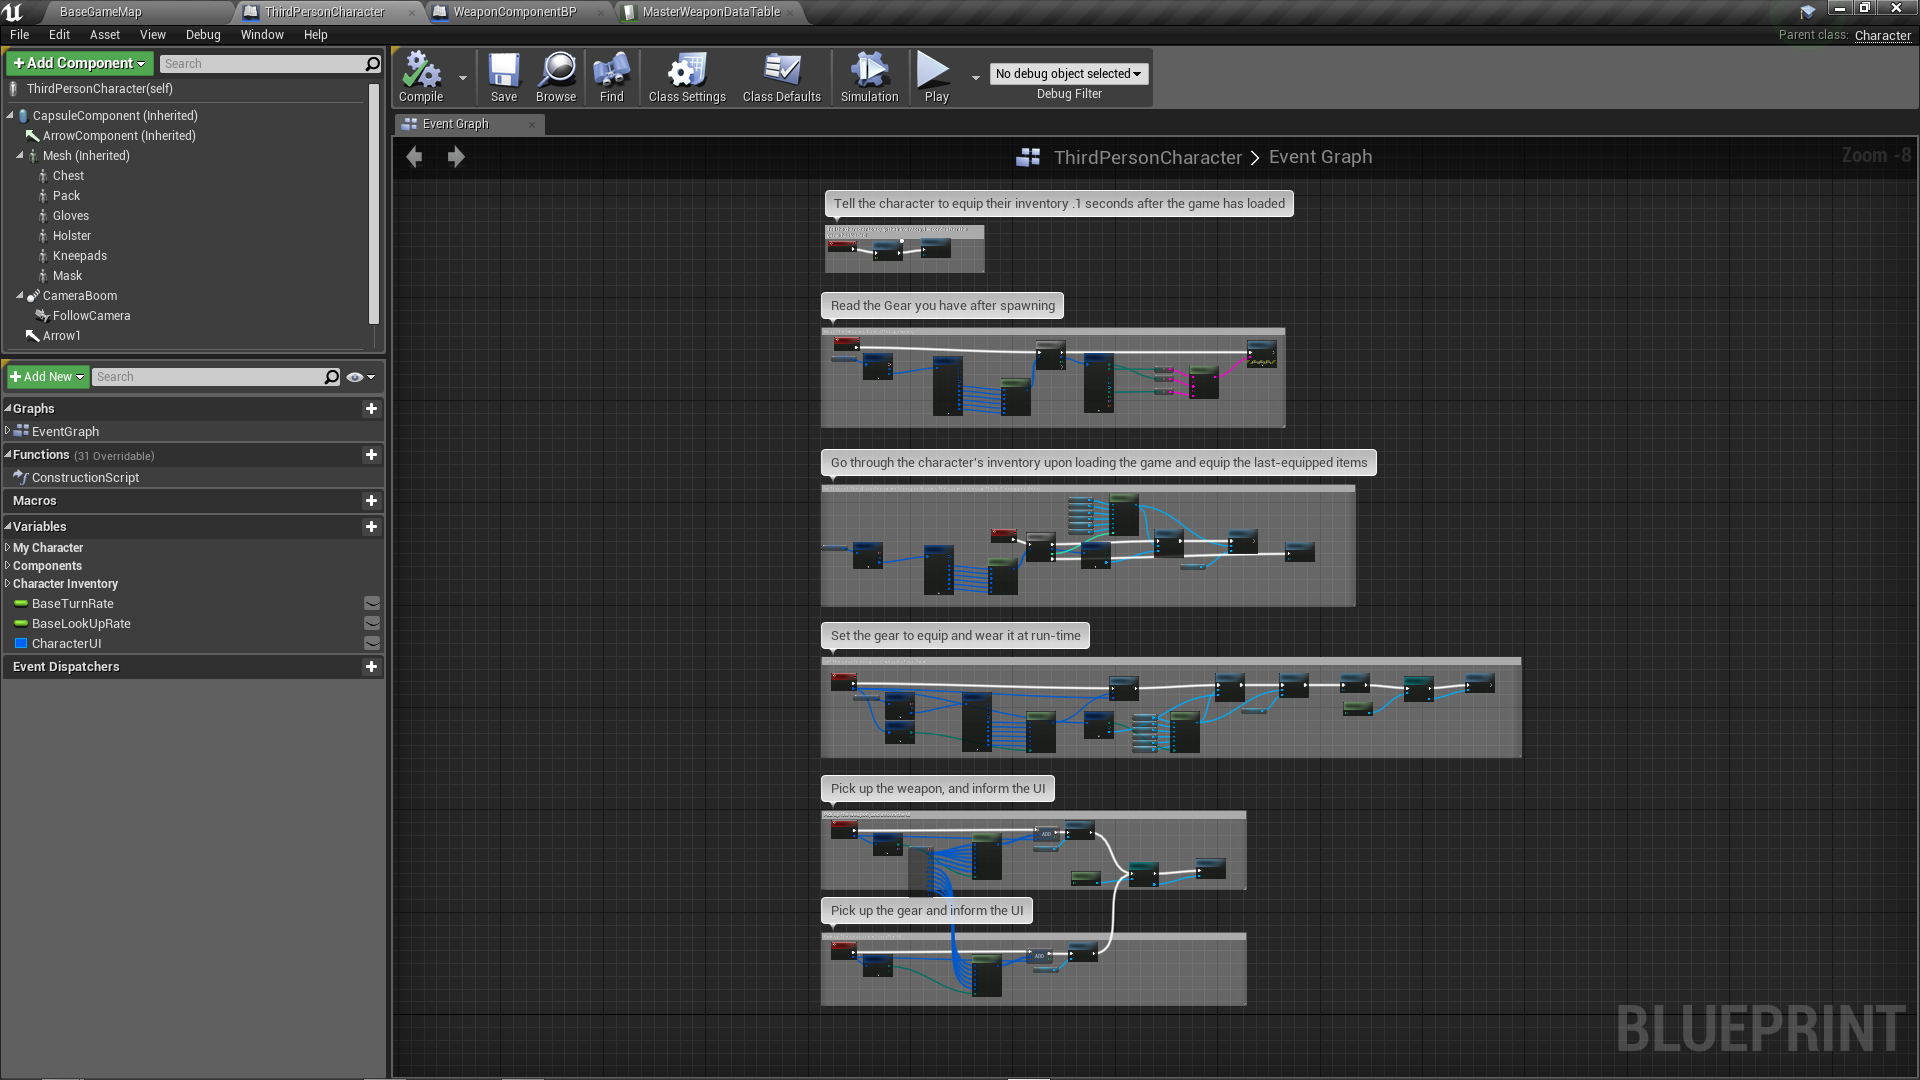 BaseGameMap
ThirdPersonCharacter
WeaponComponentBP
MasterWeaponDataTable
File Edit Asset View Debug Window Help
Parent class: Character
Add Component
Search
ThirdPersonCharacter(self)
CapsuleComponent (Inherited)
ArrowComponent (Inherited)
Mesh (Inherited)
Chest
Pack
Gloves
Holster
Kneepads
Mask
CameraBoom
FollowCamera
Arrow1
Add New
Search
Graphs
EventGraph
Functions (31 Overridable)
ConstructionScript
Macros
Variables
My Character
Components
Character Inventory
BaseTurnRate
BaseLookUpRate
CharacterUI
Event Dispatchers
Compile
Save
Browse
Find
Class Settings
Class Defaults
Simulation
Play
No debug object selected
Debug Filter
Event Graph
ThirdPersonCharacter > Event Graph
Zoom -8
Tell the character to equip their inventory .1 seconds after the game has loaded
Read the Gear you have after spawning
Go through the character's inventory upon loading the game and equip the last-equipped items
Set the gear to equip and wear it at run-time
Pick up the weapon, and inform the UI
ADD
Pick up the gear and inform the UI
ADD
BLUEPRINT